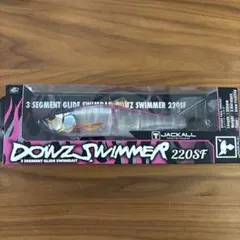 3 SEGMENT GLIDE SWIMBAIT DOWZ SWIMMER 220SF
JACKALL
DOWZ SWIMMER 220SF
3 SEGMENT GLIDE SWIMBAIT